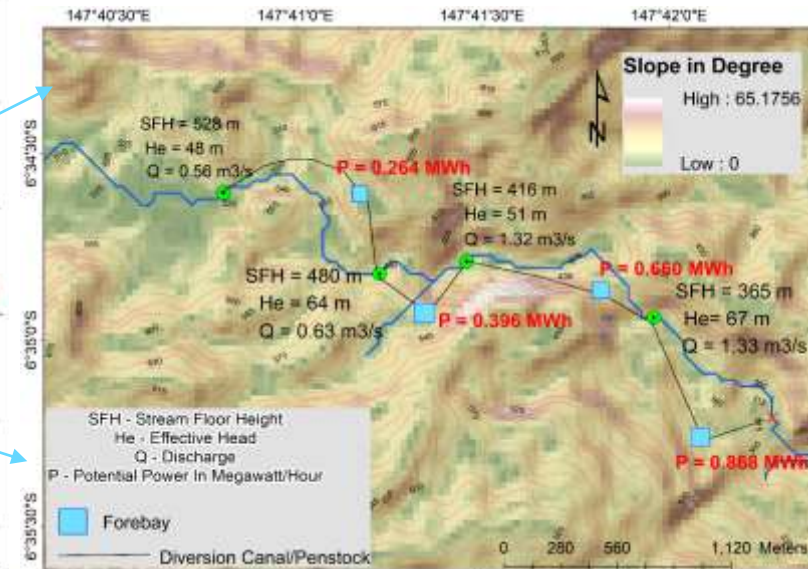 147°40'30"E 147°41'0"E 147°41'30"E 147°42'0"E
Slope in Degree
High : 65.1756
Low : 0
SFH = 528 m
He = 48 m
Q = 0.56 m3/s
P = 0.264 MWh
SFH = 416 m
He = 51 m
Q = 1.32 m3/s
SFH = 480 m
He = 64 m
Q = 0.63 m3/s
P = 0.396 MWh
P = 0.660 MWh
SFH = 365 m
He= 67 m
Q = 1.33 m3/s
P = 0.868 MWh
6°34'30"S
6°35'0"S
6°35'30"S
SFH - Stream Floor Height
He - Effective Head
Q - Discharge
P - Potential Power In Megawatt/Hour
Forebay
Diversion Canal/Penstock
0 280 560 1,120 Meters